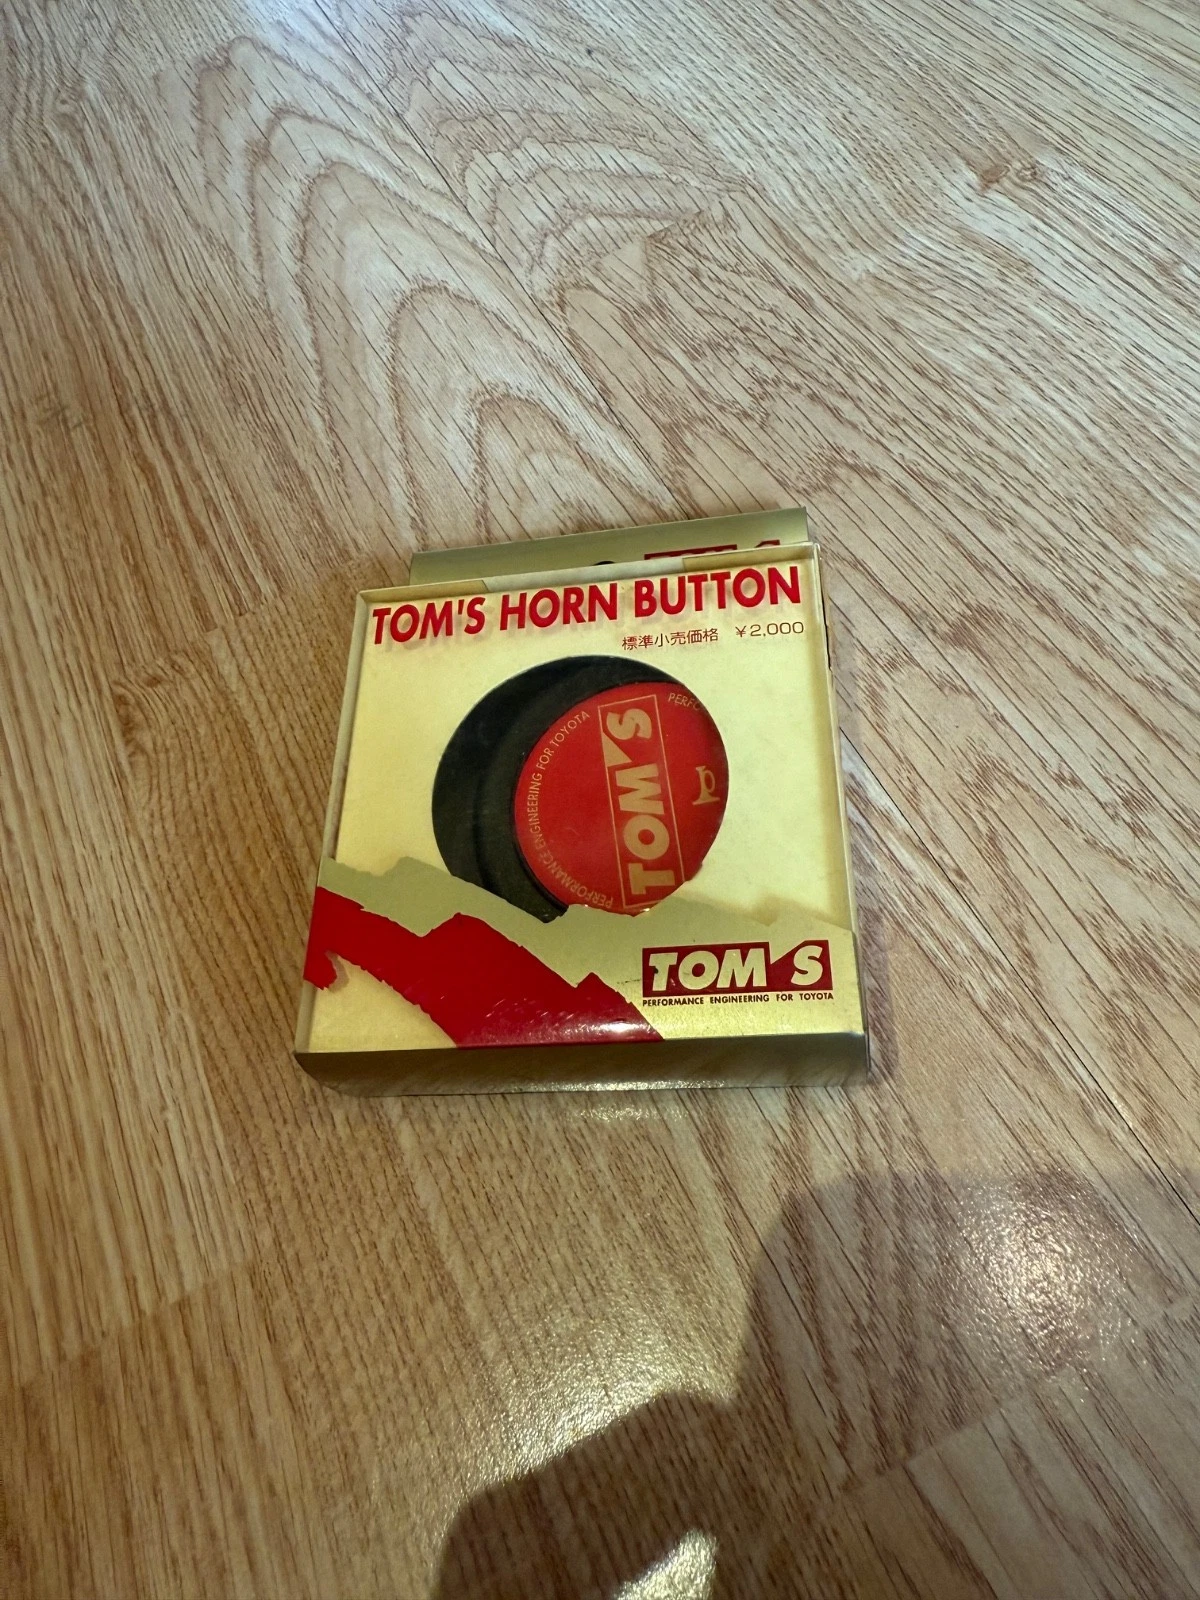 TOM'S HORN BUTTON
標準小売価格 ¥2,000
PERFORMANCE ENGINEERING FOR TOYOTA
TOM'S
TOM'S
PERFORMANCE ENGINEERING FOR TOYOTA